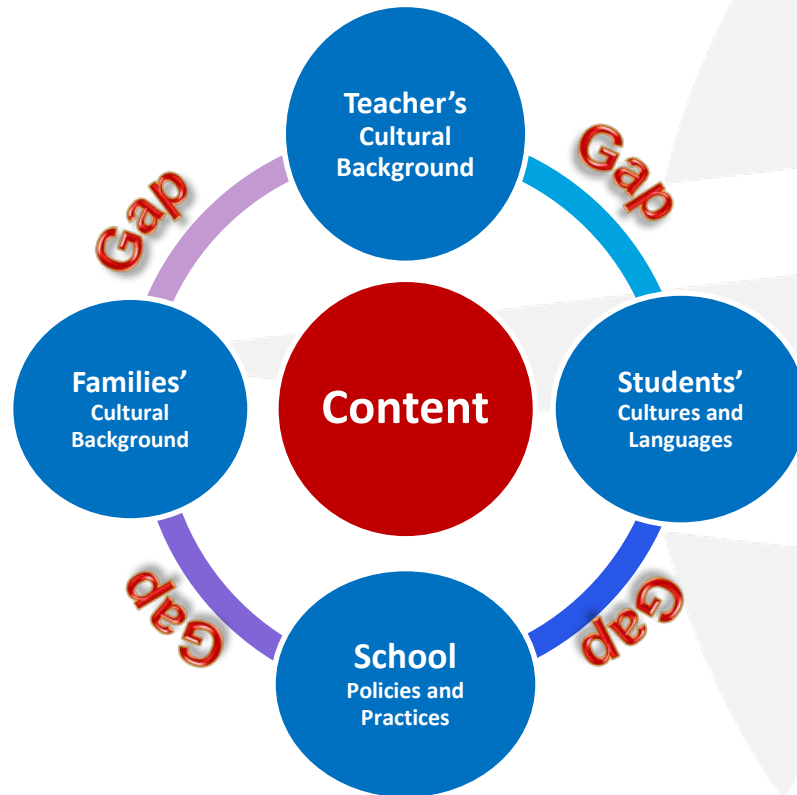 Teacher’s
Cultural
Background
Gap
Gap
Families’
Cultural
Background
Content
Students’
Cultures and
Languages
Gap
Gap
School
Policies and
Practices